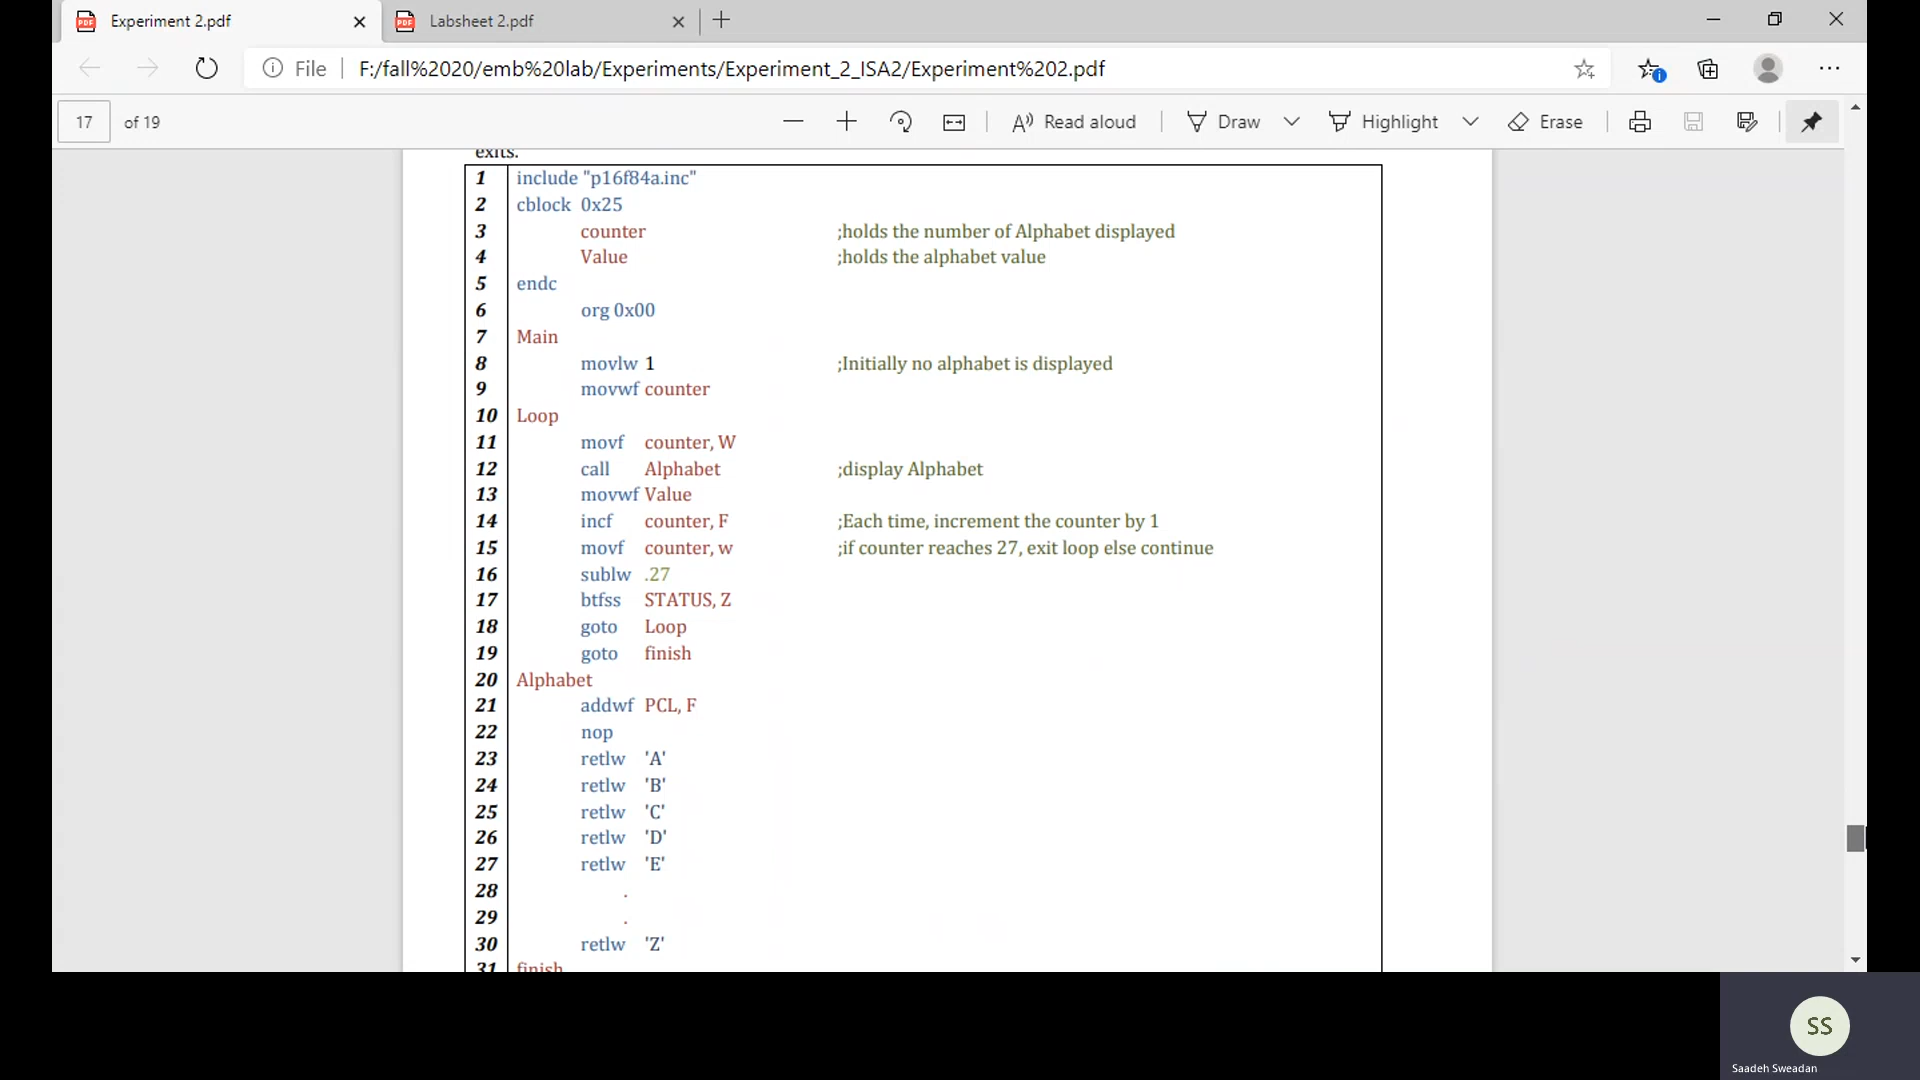 Experiment 2.pdf
Labsheet 2.pdf
File
F:/fall%2020/emb%20lab/Experiments/Experiment_2_ISA2/Experiment%202.pdf
17 of 19
Read aloud
Draw
Highlight
Erase
exits.
1 include "p16f84a.inc"
2 cblock 0x25
3 counter ;holds the number of Alphabet displayed
4 Value ;holds the alphabet value
5 endc
6 org 0x00
7 Main
8 movlw 1 ;Initially no alphabet is displayed
9 movwf counter
10 Loop
11 movf counter, W
12 call Alphabet ;display Alphabet
13 movwf Value
14 incf counter, F ;Each time, increment the counter by 1
15 movf counter, w ;if counter reaches 27, exit loop else continue
16 sublw .27
17 btfss STATUS, Z
18 goto Loop
19 goto finish
20 Alphabet
21 addwf PCL, F
22 nop
23 retlw 'A'
24 retlw 'B'
25 retlw 'C'
26 retlw 'D'
27 retlw 'E'
28 .
29 .
30 retlw 'Z'
31 finish
SS
Saadeh Sweadan